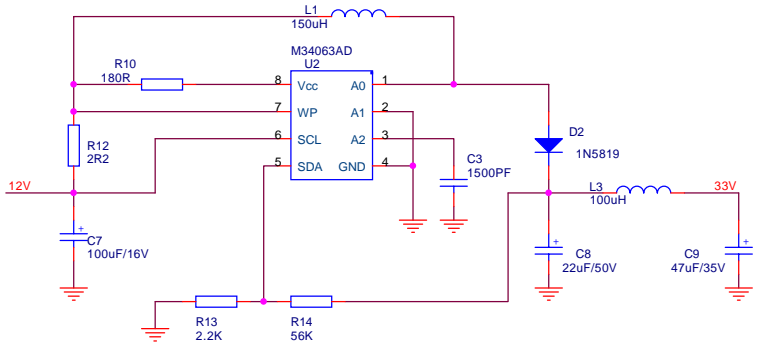 L1
150uH
M34063AD
U2
R10
180R
8 Vcc A0 1
7 WP A1 2
6 SCL A2 3
5 SDA GND 4
R12
2R2
D2
1N5819
C3
1500PF
12V
L3
100uH
33V
C7
100uF/16V
C8
22uF/50V
C9
47uF/35V
R13
2.2K
R14
56K